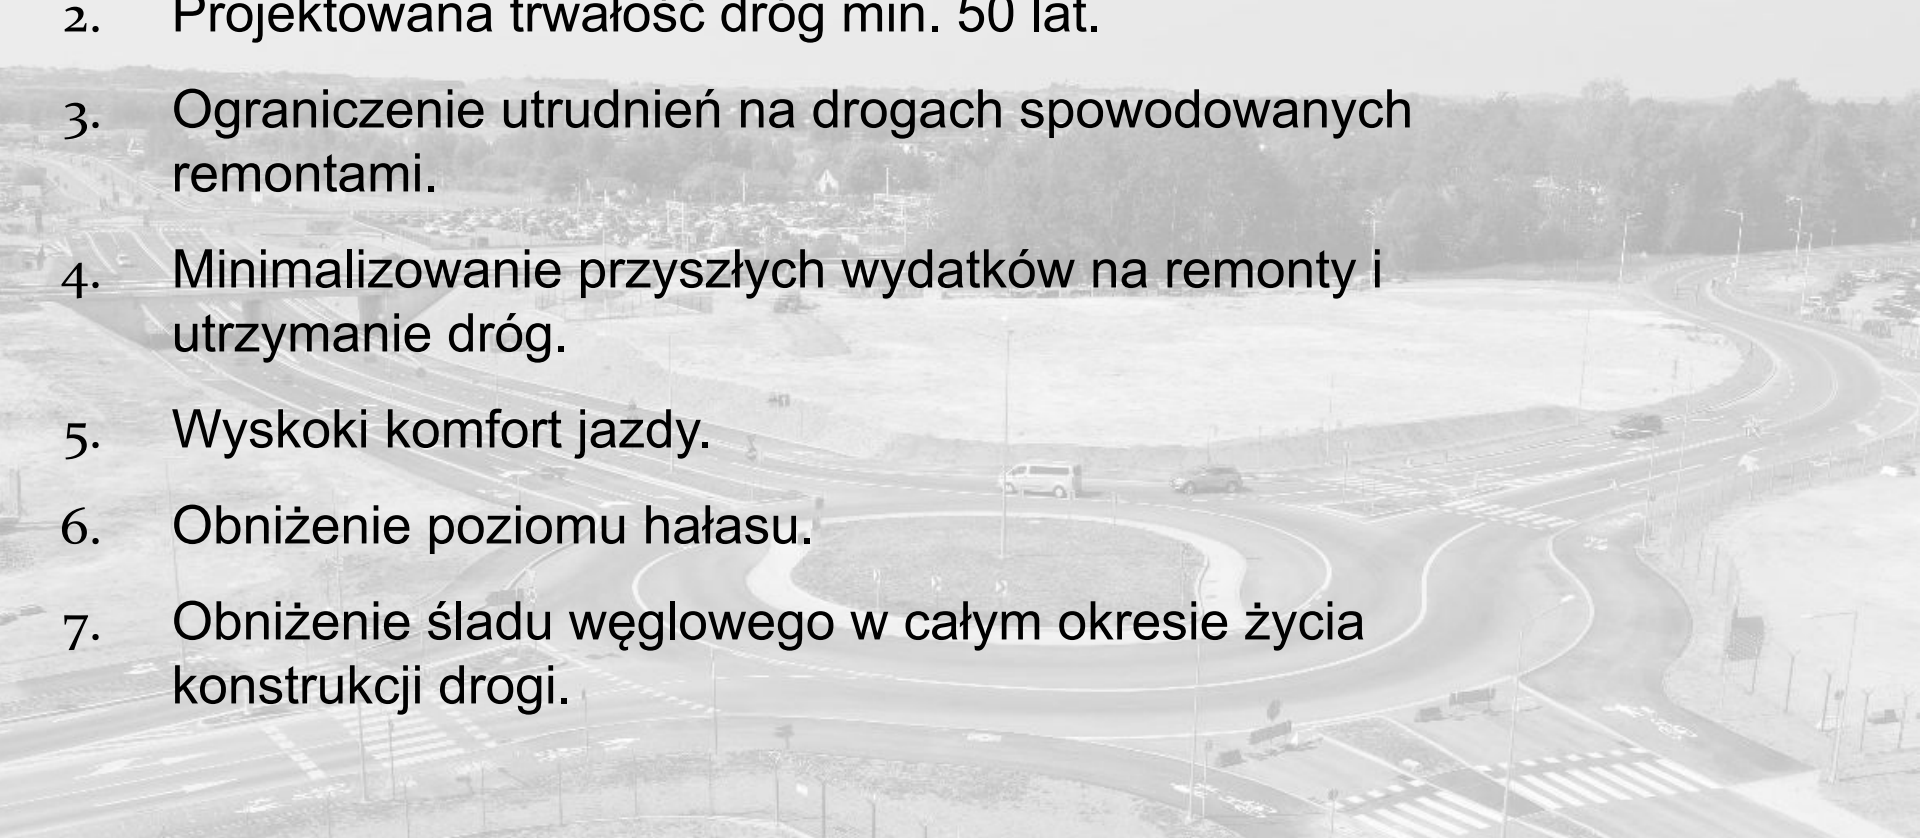 2. Projektowana trwałość dróg min. 50 lat.
3. Ograniczenie utrudnień na drogach spowodowanych
remontami.
4. Minimalizowanie przyszłych wydatków na remonty i
utrzymanie dróg.
5. Wyskoki komfort jazdy.
6. Obniżenie poziomu hałasu.
7. Obniżenie śladu węglowego w całym okresie życia
konstrukcji drogi.